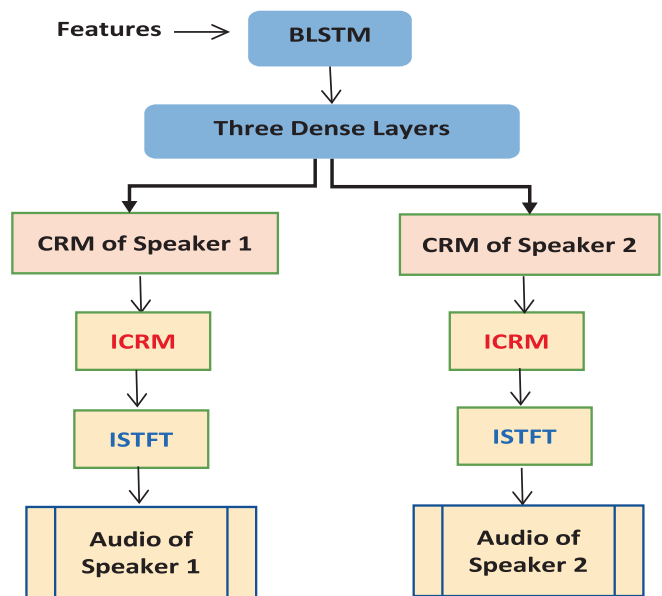 Features
BLSTM
Three Dense Layers
CRM of Speaker 1
CRM of Speaker 2
ICRM
ICRM
ISTFT
ISTFT
Audio of
Speaker 1
Audio of
Speaker 2